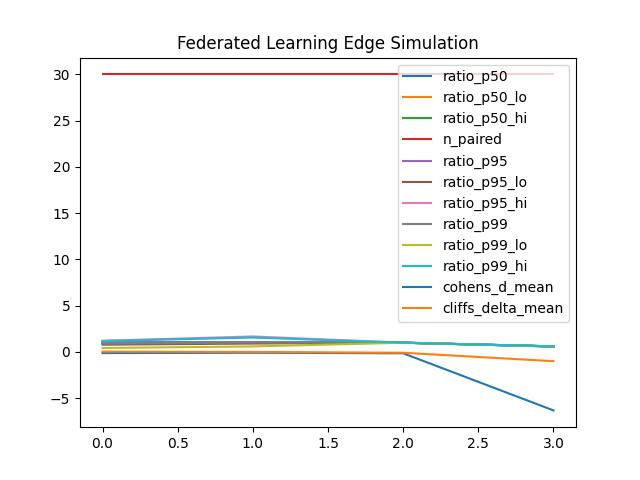 Federated Learning Edge Simulation
30
25
20
15
10
5
0
−5
0.0 0.5 1.0 1.5 2.0 2.5 3.0
ratio_p50
ratio_p50_lo
ratio_p50_hi
n_paired
ratio_p95
ratio_p95_lo
ratio_p95_hi
ratio_p99
ratio_p99_lo
ratio_p99_hi
cohens_d_mean
cliffs_delta_mean